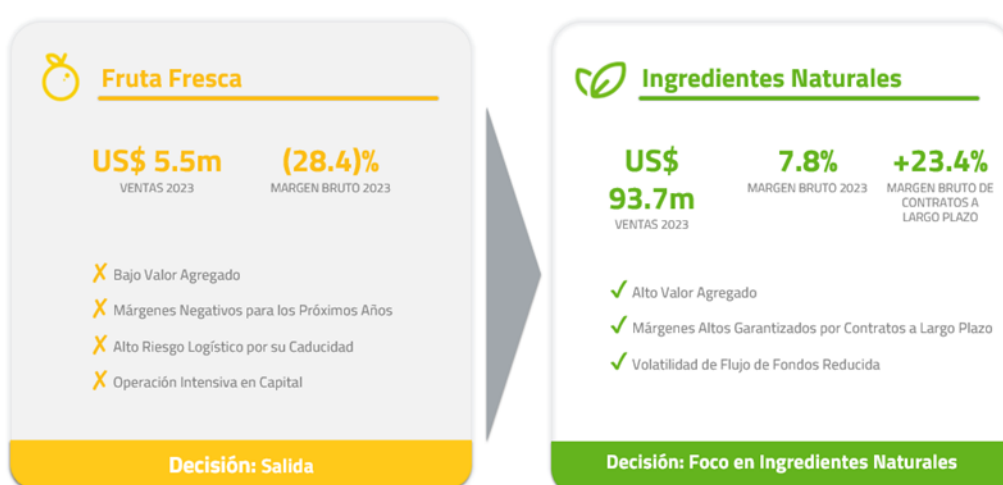 Fruta Fresca
US$ 5.5m
VENTAS 2023
(28.4)%
MARGEN BRUTO 2023
✗ Bajo Valor Agregado
✗ Márgenes Negativos para los Próximos Años
✗ Alto Riesgo Logístico por su Caducidad
✗ Operación Intensiva en Capital
Decisión: Salida
Ingredientes Naturales
US$
93.7m
VENTAS 2023
7.8%
MARGEN BRUTO 2023
+23.4%
MARGEN BRUTO DE
CONTRATOS A
LARGO PLAZO
✓ Alto Valor Agregado
✓ Márgenes Altos Garantizados por Contratos a Largo Plazo
✓ Volatilidad de Flujo de Fondos Reducida
Decisión: Foco en Ingredientes Naturales